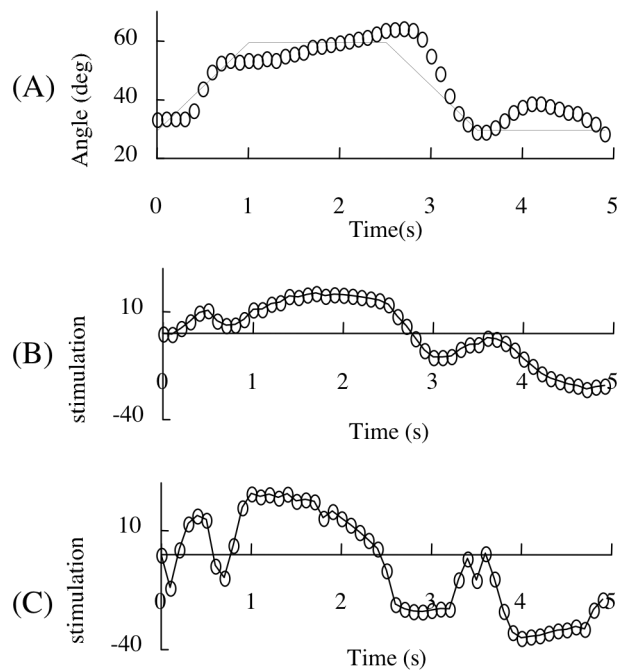 (A)
Angle (deg)
60
40
20
0 1 2 3 4 5
Time(s)
(B)
stimulation
10
-40
0 1 2 3 4 5
Time (s)
(C)
stimulation
10
-40
0 1 2 3 4 5
Time (s)